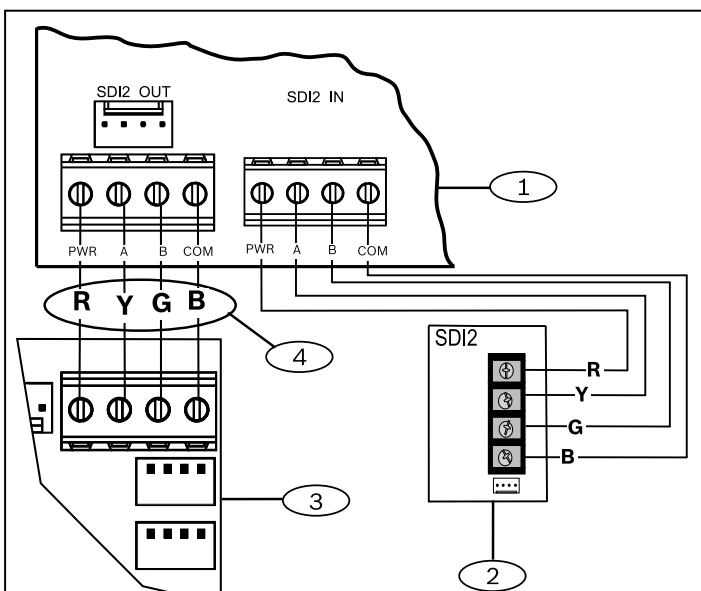 SDI2 OUT
SDI2 IN
1
PWR A B COM
PWR A B COM
R Y G B
4
SDI2
R
Y
G
B
3
2